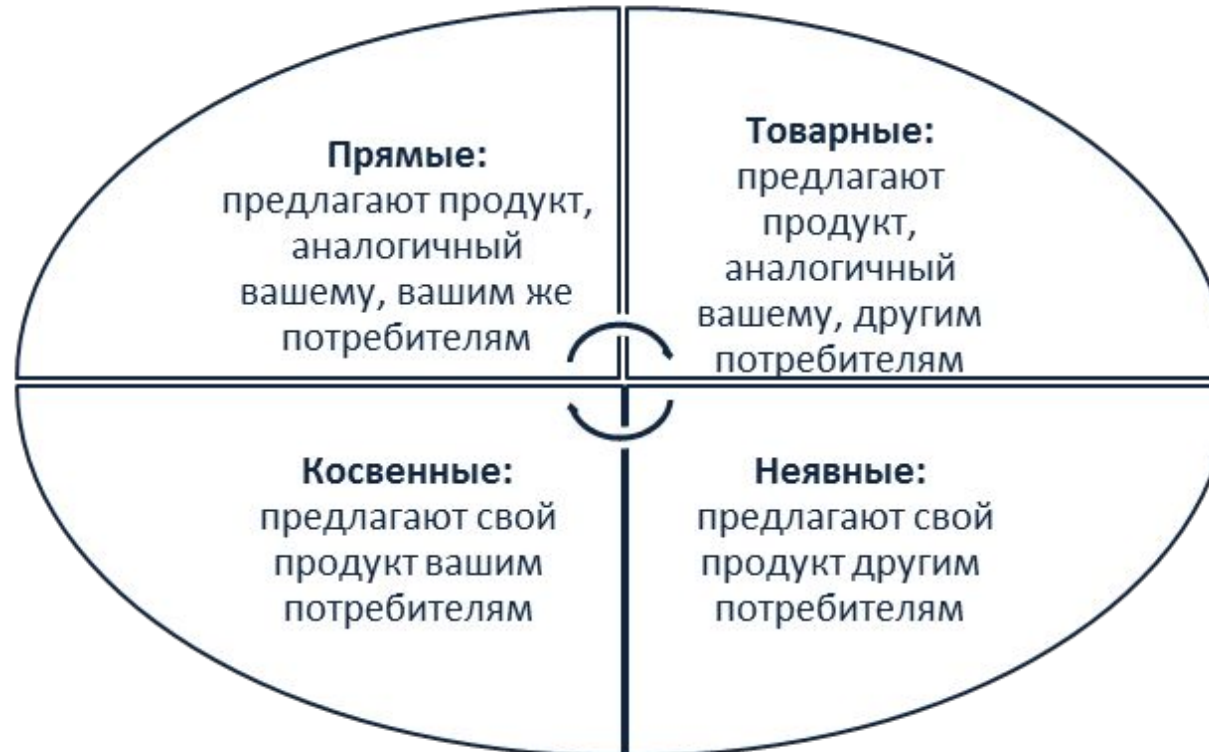 Прямые:
предлагают продукт,
аналогичный
вашему, вашим же
потребителям
Товарные:
предлагают
продукт,
аналогичный
вашему, другим
потребителям
Косвенные:
предлагают свой
продукт вашим
потребителям
Неявные:
предлагают свой
продукт другим
потребителям